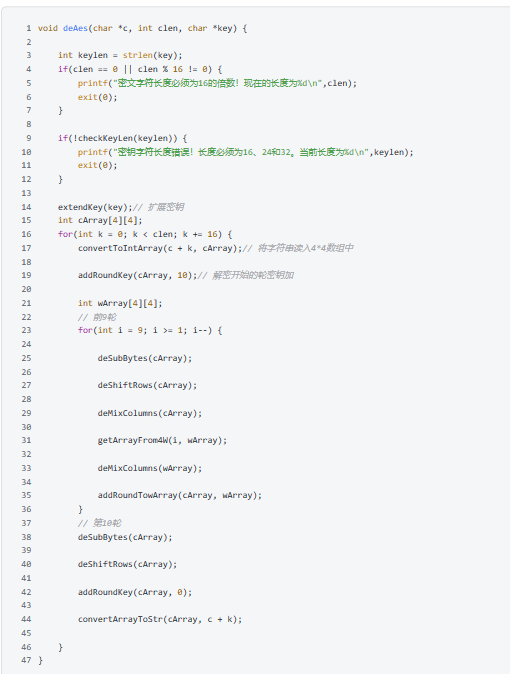 1 void deAes(char *c, int clen, char *key) {
2
3     int keylen = strlen(key);
4     if(clen == 0 || clen % 16 != 0) {
5         printf("密文字符长度必须为16的倍数！现在的长度为%d\n",clen);
6         exit(0);
7     }
8
9     if(!checkKeyLen(keylen)) {
10         printf("密钥字符长度错误！长度必须为16、24和32。当前长度为%d\n",keylen);
11         exit(0);
12     }
13
14     extendKey(key);// 扩展密钥
15     int cArray[4][4];
16     for(int k = 0; k < clen; k += 16) {
17         convertToIntArray(c + k, cArray);// 将字符串读入4*4数组中
18
19         addRoundKey(cArray, 10);// 解密开始的轮密钥加
20
21         int wArray[4][4];
22         // 前9轮
23         for(int i = 9; i >= 1; i--) {
24
25             deSubBytes(cArray);
26
27             deShiftRows(cArray);
28
29             deMixColumns(cArray);
30
31             getArrayFrom4W(i, wArray);
32
33             deMixColumns(wArray);
34
35             addRoundTowArray(cArray, wArray);
36         }
37         // 第10轮
38         deSubBytes(cArray);
39
40         deShiftRows(cArray);
41
42         addRoundKey(cArray, 0);
43
44         convertArrayToStr(cArray, c + k);
45
46     }
47 }